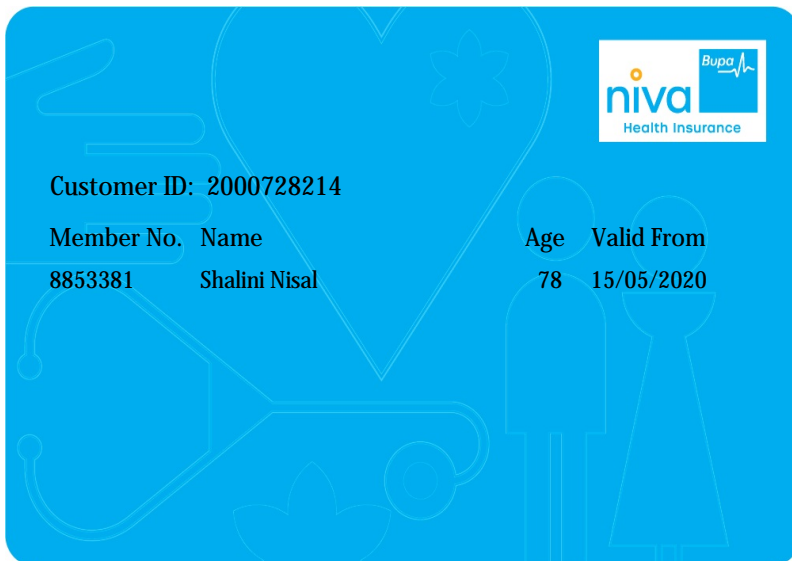 Bupa
niva
Health Insurance
Customer ID: 2000728214
Member No. Name Age Valid From
8853381 Shalini Nisal 78 15/05/2020